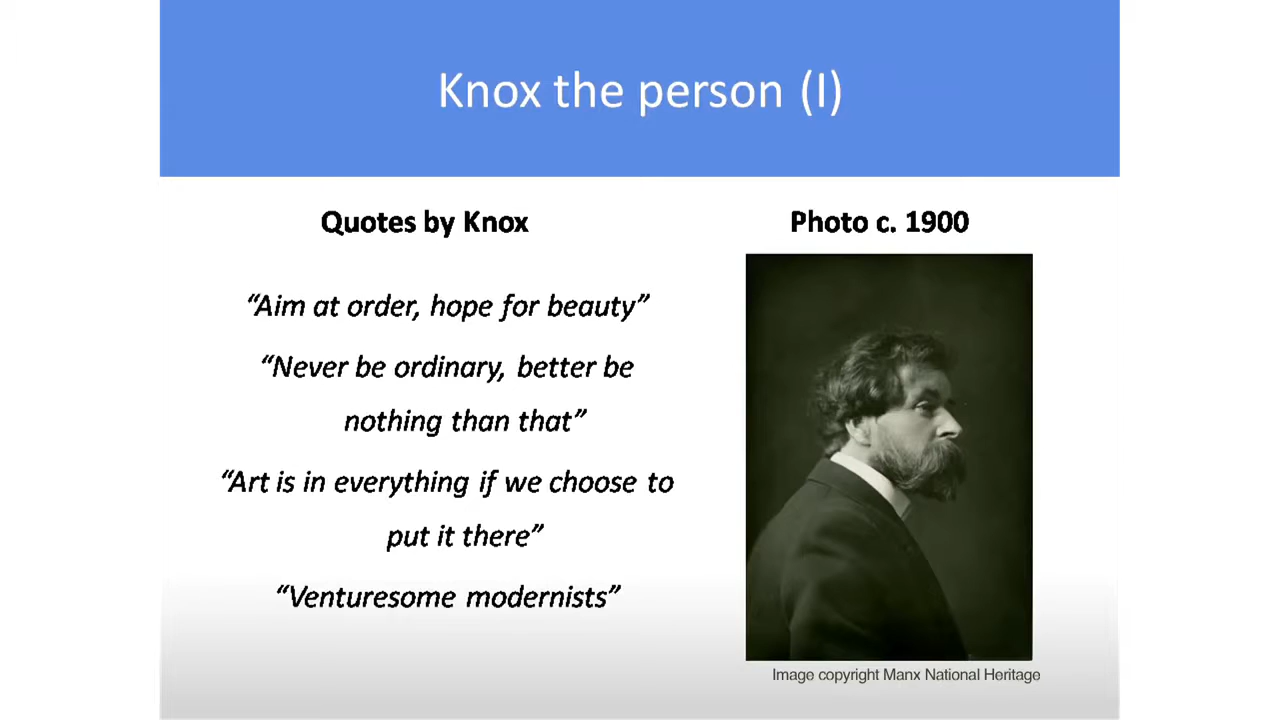 Knox the person (I)
Quotes by Knox
“Aim at order, hope for beauty”
“Never be ordinary, better be
nothing than that”
“Art is in everything if we choose to
put it there”
“Venturesome modernists”
Photo c. 1900
Image copyright Manx National Heritage